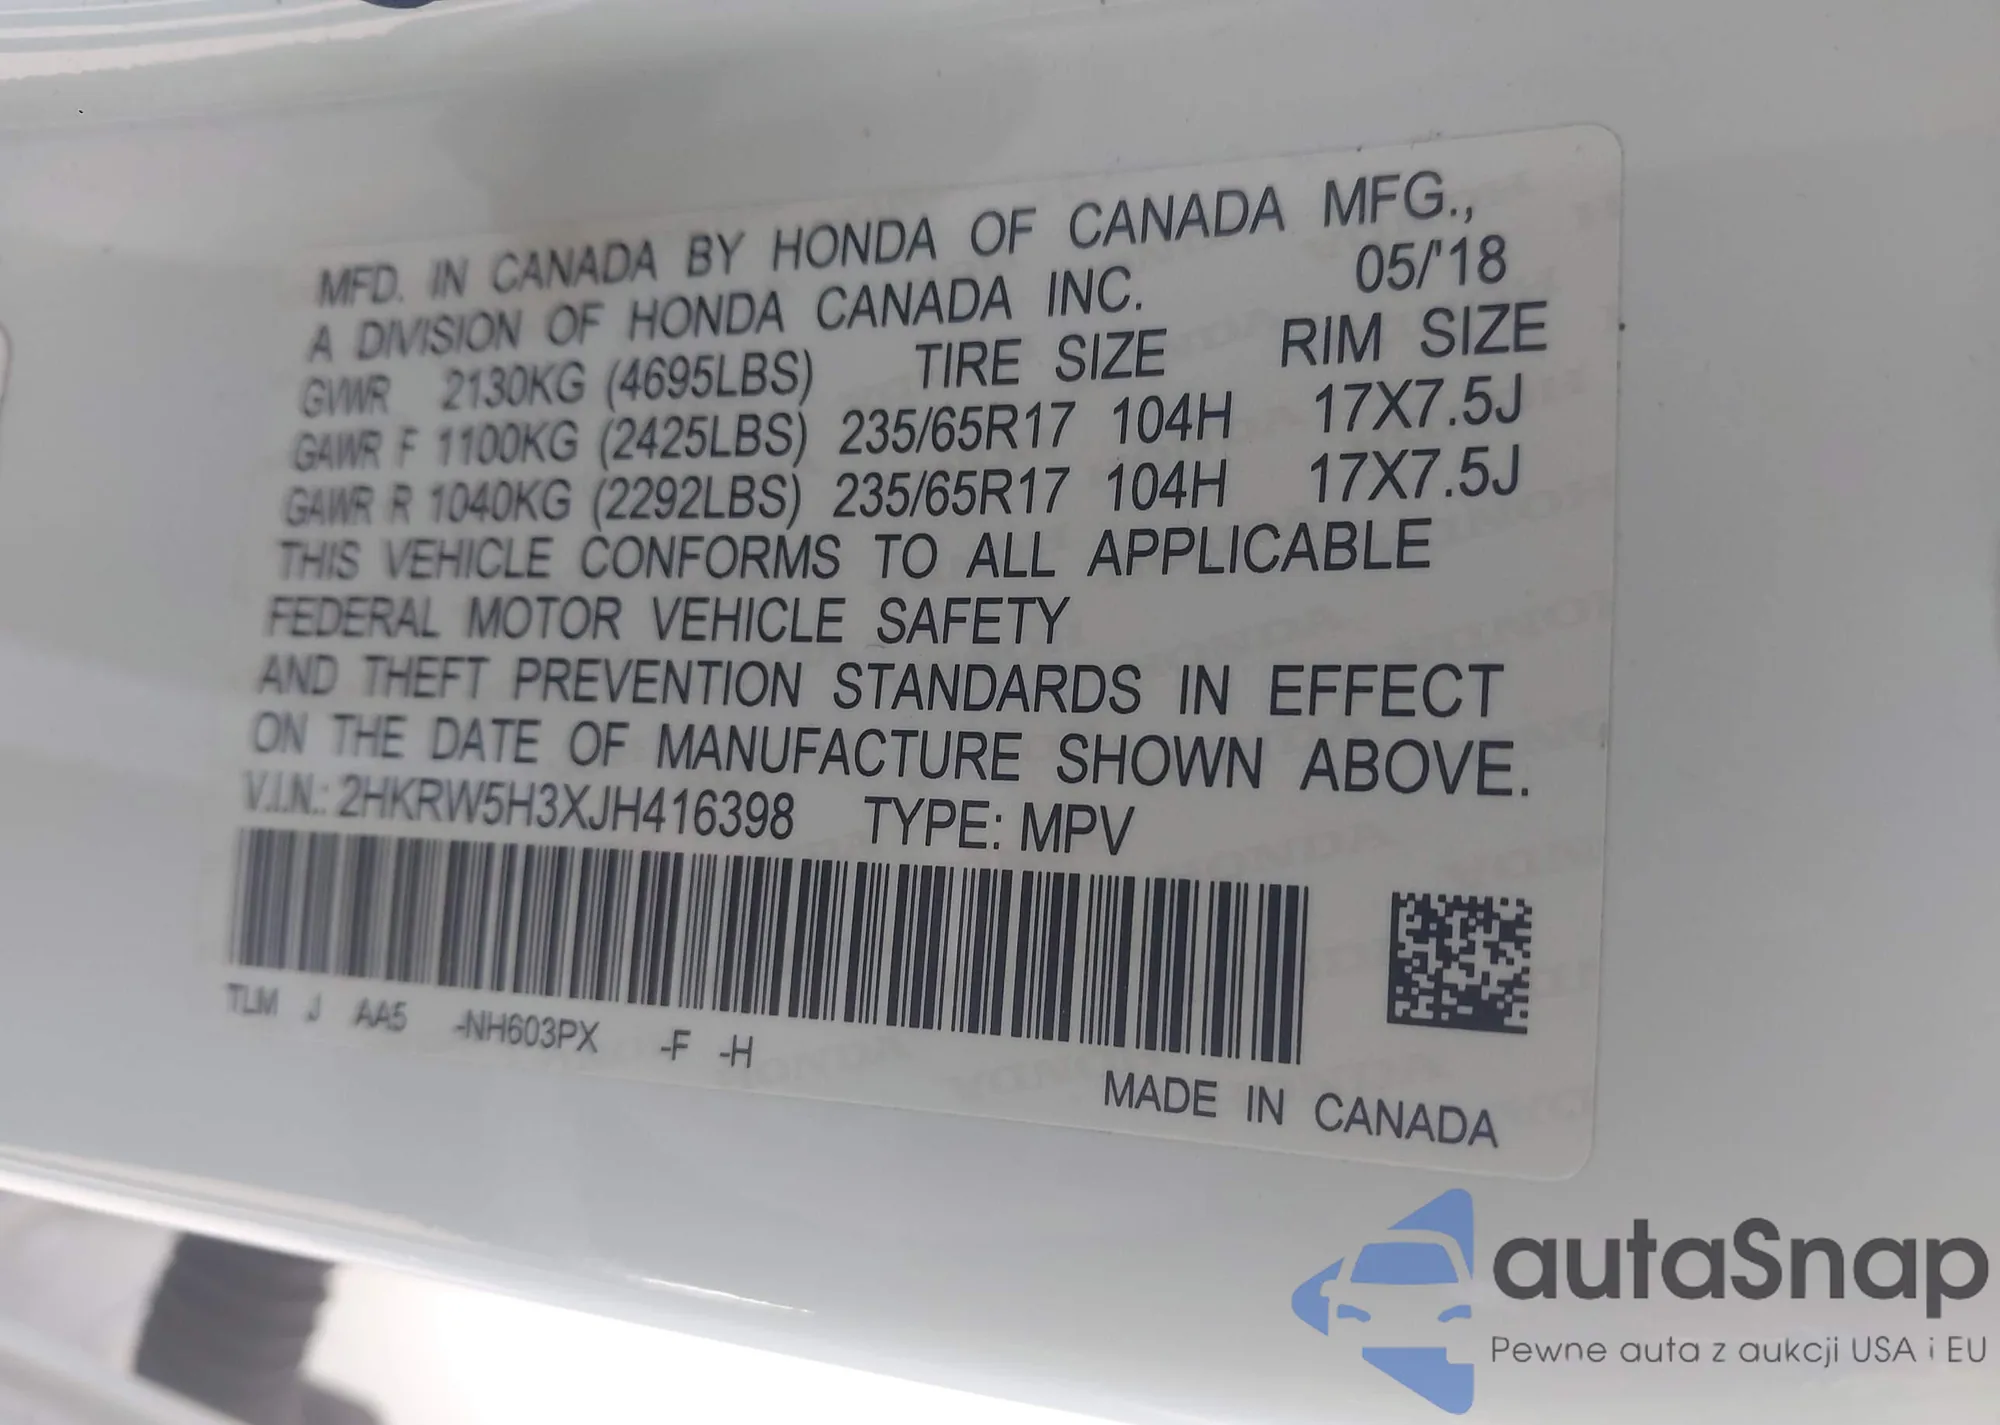 MFD. IN CANADA BY HONDA OF CANADA MFG.,
A DIVISION OF HONDA CANADA INC. 05/'18
GVWR 2130KG (4695LBS) TIRE SIZE RIM SIZE
GAWR F 1100KG (2425LBS) 235/65R17 104H 17X7.5J
GAWR R 1040KG (2292LBS) 235/65R17 104H 17X7.5J
THIS VEHICLE CONFORMS TO ALL APPLICABLE
FEDERAL MOTOR VEHICLE SAFETY
AND THEFT PREVENTION STANDARDS IN EFFECT
ON THE DATE OF MANUFACTURE SHOWN ABOVE.
V.I.N.: 2HKRW5H3XJH416398 TYPE: MPV
TLM J AA5 -NH603PX -F -H
MADE IN CANADA
autaSnap
Pewne auta z aukcji USA i EU